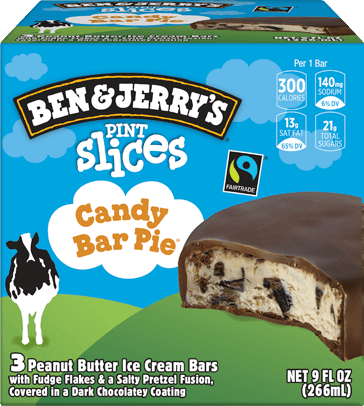 Per 1 Bar
300
CALORIES
140mg
SODIUM
6% DV
13g
SAT FAT
65% DV
21g
TOTAL
SUGARS
BEN & JERRY'S
PINT
slices
FAIRTRADE
Candy
Bar Pie®
3 Peanut Butter Ice Cream Bars
with Fudge Flakes & a Salty Pretzel Fusion,
Covered in a Dark Chocolatey Coating
NET 9 FL OZ
(266mL)